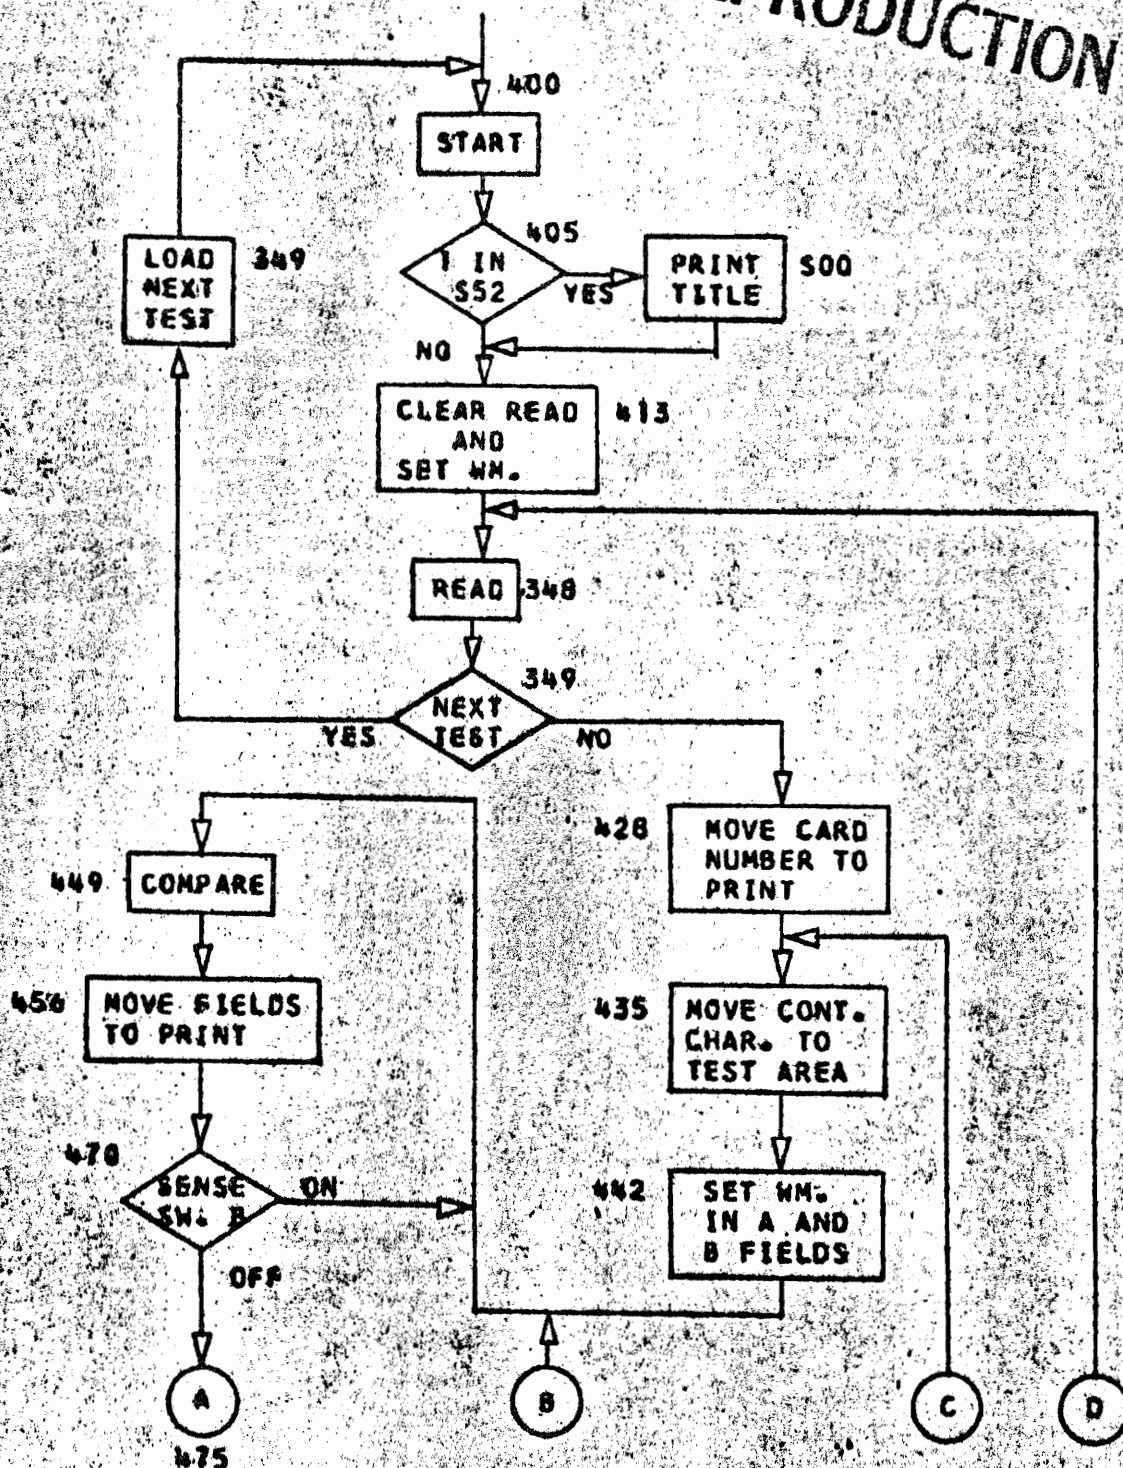 PRODUCTION
400
START
405
1 IN
S52
YES
PRINT
TITLE
500
LOAD
NEXT
TEST
349
NO
CLEAR READ
AND
SET WM.
413
READ
348
349
NEXT
TEST
YES
NO
428
MOVE CARD
NUMBER TO
PRINT
449
COMPARE
456
MOVE FIELDS
TO PRINT
435
MOVE CONT.
CHAR. TO
TEST AREA
470
SENSE
SW. B
ON
OFF
442
SET WM.
IN A AND
B FIELDS
A
B
C
D
475